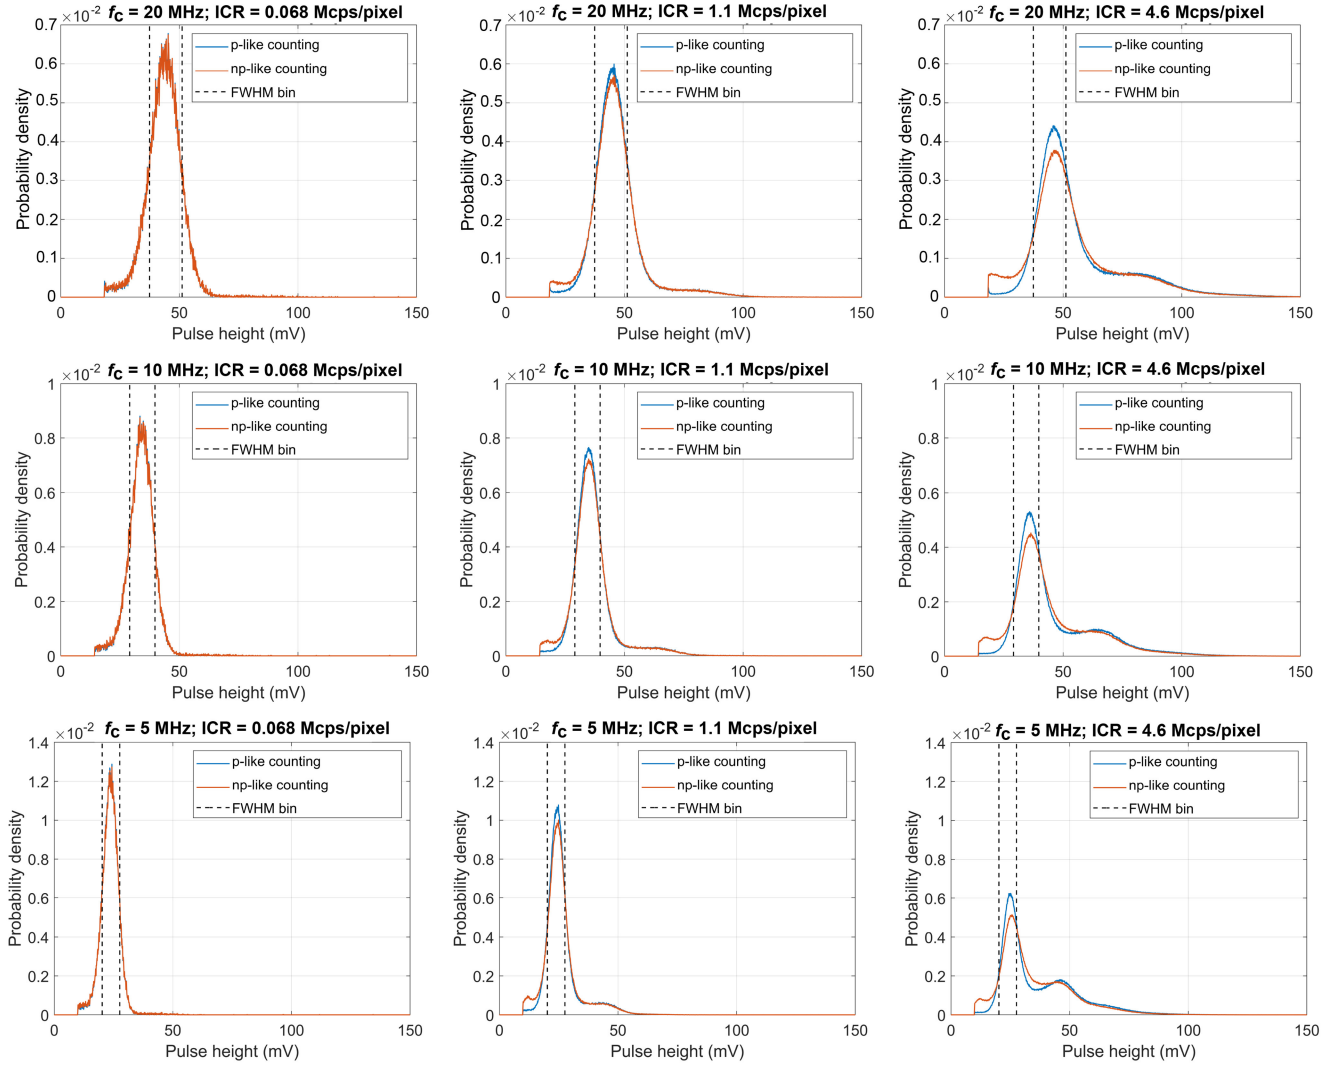 ×10⁻² f_C = 20 MHz; ICR = 0.068 Mcps/pixel
0.7
0.6
0.5
0.4
0.3
0.2
0.1
0
Probability density
p-like counting
np-like counting
FWHM bin
0 50 100 150
Pulse height (mV)
×10⁻² f_C = 20 MHz; ICR = 1.1 Mcps/pixel
0.7
0.6
0.5
0.4
0.3
0.2
0.1
0
Probability density
p-like counting
np-like counting
FWHM bin
0 50 100 150
Pulse height (mV)
×10⁻² f_C = 20 MHz; ICR = 4.6 Mcps/pixel
0.7
0.6
0.5
0.4
0.3
0.2
0.1
0
Probability density
p-like counting
np-like counting
FWHM bin
0 50 100 150
Pulse height (mV)
×10⁻² f_C = 10 MHz; ICR = 0.068 Mcps/pixel
1
0.8
0.6
0.4
0.2
0
Probability density
p-like counting
np-like counting
FWHM bin
0 50 100 150
Pulse height (mV)
×10⁻² f_C = 10 MHz; ICR = 1.1 Mcps/pixel
1
0.8
0.6
0.4
0.2
0
Probability density
p-like counting
np-like counting
FWHM bin
0 50 100 150
Pulse height (mV)
×10⁻² f_C = 10 MHz; ICR = 4.6 Mcps/pixel
1
0.8
0.6
0.4
0.2
0
Probability density
p-like counting
np-like counting
FWHM bin
0 50 100 150
Pulse height (mV)
×10⁻² f_C = 5 MHz; ICR = 0.068 Mcps/pixel
1.4
1.2
1
0.8
0.6
0.4
0.2
0
Probability density
p-like counting
np-like counting
FWHM bin
0 50 100 150
Pulse height (mV)
×10⁻² f_C = 5 MHz; ICR = 1.1 Mcps/pixel
1.4
1.2
1
0.8
0.6
0.4
0.2
0
Probability density
p-like counting
np-like counting
FWHM bin
0 50 100 150
Pulse height (mV)
×10⁻² f_C = 5 MHz; ICR = 4.6 Mcps/pixel
1.4
1.2
1
0.8
0.6
0.4
0.2
0
Probability density
p-like counting
np-like counting
FWHM bin
0 50 100 150
Pulse height (mV)